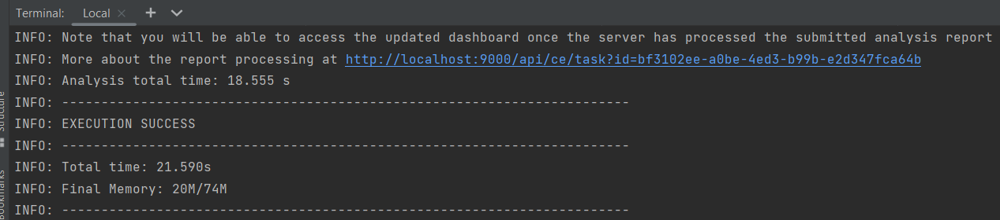 Terminal: Local × + ∨
INFO: Note that you will be able to access the updated dashboard once the server has processed the submitted analysis report
INFO: More about the report processing at http://localhost:9000/api/ce/task?id=bf3102ee-a0be-4ed3-b99b-e2d347fca64b
INFO: Analysis total time: 18.555 s
INFO: ------------------------------------------------------------------------
INFO: EXECUTION SUCCESS
INFO: ------------------------------------------------------------------------
INFO: Total time: 21.590s
INFO: Final Memory: 20M/74M
INFO: ------------------------------------------------------------------------
Structure